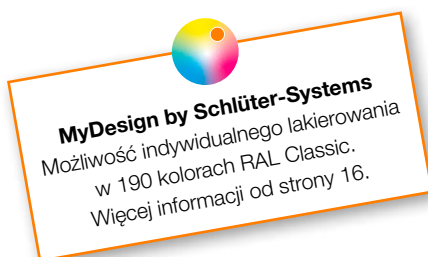 MyDesign by Schlüter-Systems
Możliwość indywidualnego lakierowania
w 190 kolorach RAL Classic.
Więcej informacji od strony 16.